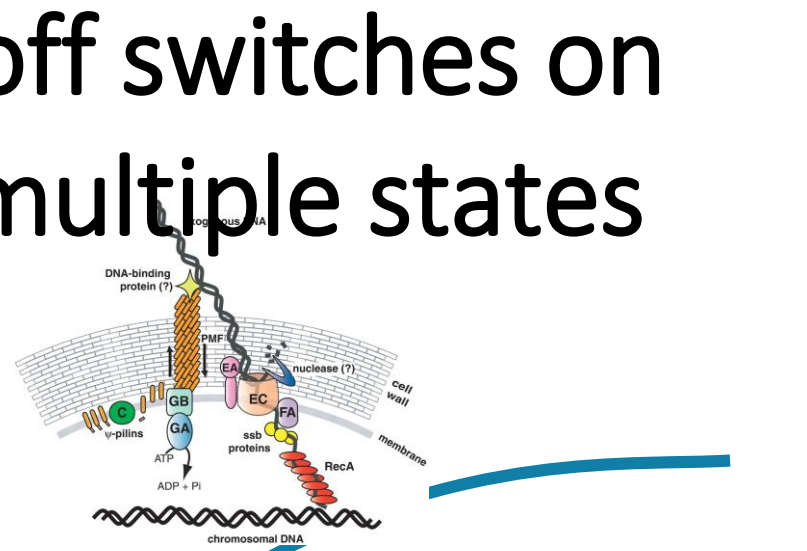 off switches on
multiple states
DNA-binding
protein (?)
PMF
EA
nuclease (?)
cell
wall
EC
GB
C
FA
GA
ψ-pilins
ssb
proteins
membrane
ATP
RecA
ADP + Pi
chromosomal DNA